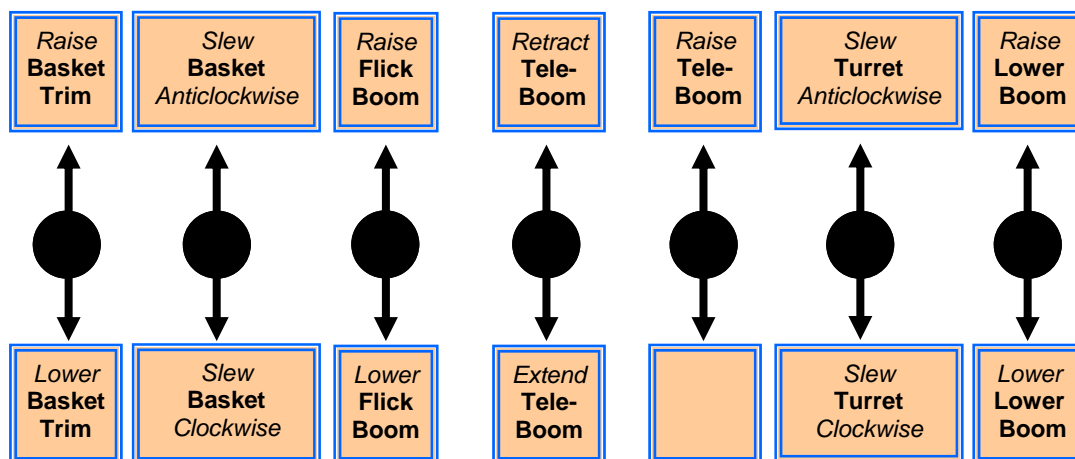 Raise
Basket
Trim
Slew
Basket
Anticlockwise
Raise
Flick
Boom
Retract
Tele-
Boom
Raise
Tele-
Boom
Slew
Turret
Anticlockwise
Raise
Lower
Boom
Lower
Basket
Trim
Slew
Basket
Clockwise
Lower
Flick
Boom
Extend
Tele-
Boom
Slew
Turret
Clockwise
Lower
Lower
Boom